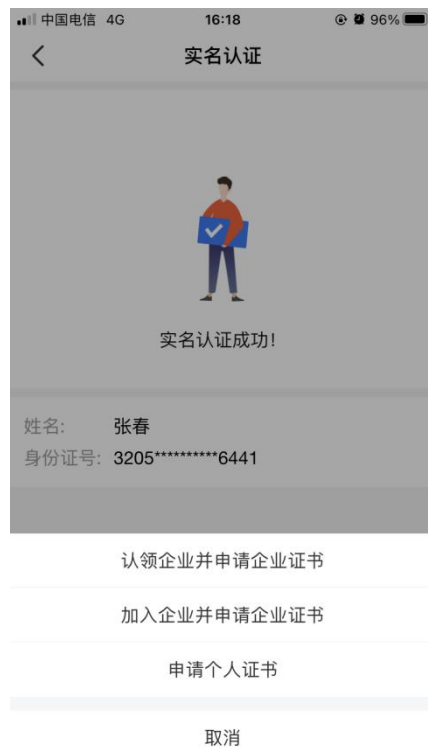 中国电信 4G 16:18 96%
实名认证
实名认证成功!
姓名: 张春
身份证号: 3205**********6441
认领企业并申请企业证书
加入企业并申请企业证书
申请个人证书
取消